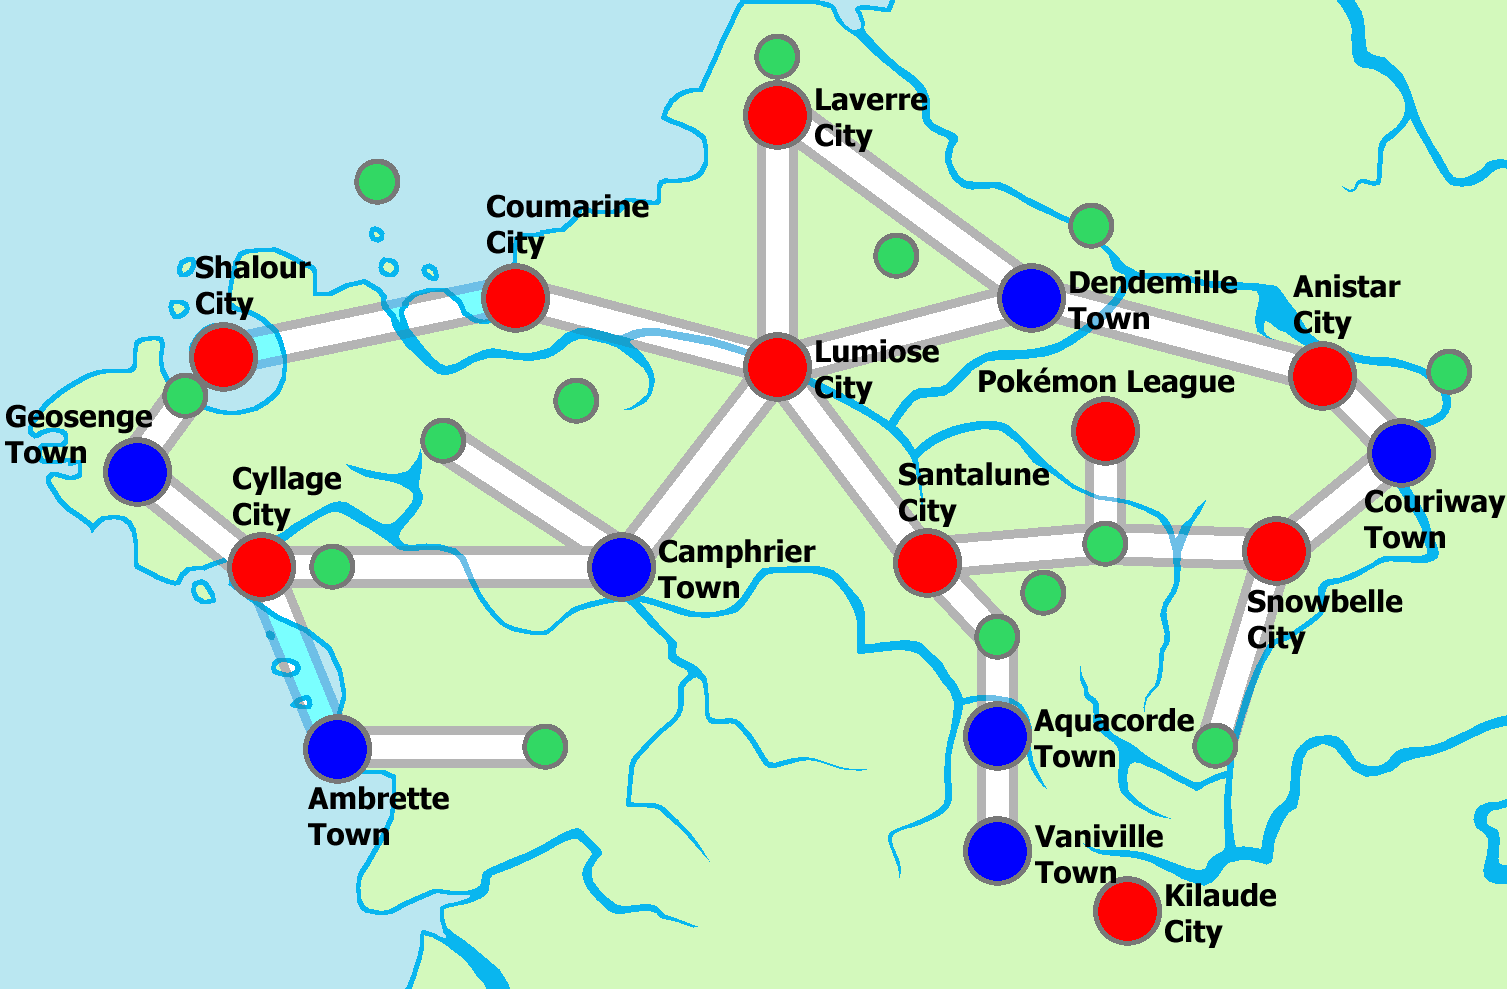 Laverre
City
Coumarine
City
Shalour
City
Dendemille
Town
Anistar
City
Lumiose
City
Pokémon League
Geosenge
Town
Cyllage
City
Santalune
City
Couriway
Town
Camphrier
Town
Snowbelle
City
Aquacorde
Town
Ambrette
Town
Vaniville
Town
Kilaude
City